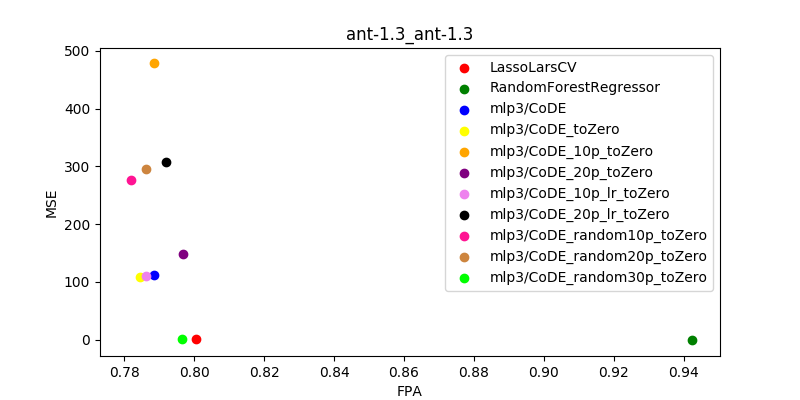 ant-1.3_ant-1.3
500
400
300
200
100
0
MSE
0.78
0.80
0.82
0.84
0.86
0.88
0.90
0.92
0.94
FPA
LassoLarsCV
RandomForestRegressor
mlp3/CoDE
mlp3/CoDE_toZero
mlp3/CoDE_10p_toZero
mlp3/CoDE_20p_toZero
mlp3/CoDE_10p_lr_toZero
mlp3/CoDE_20p_lr_toZero
mlp3/CoDE_random10p_toZero
mlp3/CoDE_random20p_toZero
mlp3/CoDE_random30p_toZero